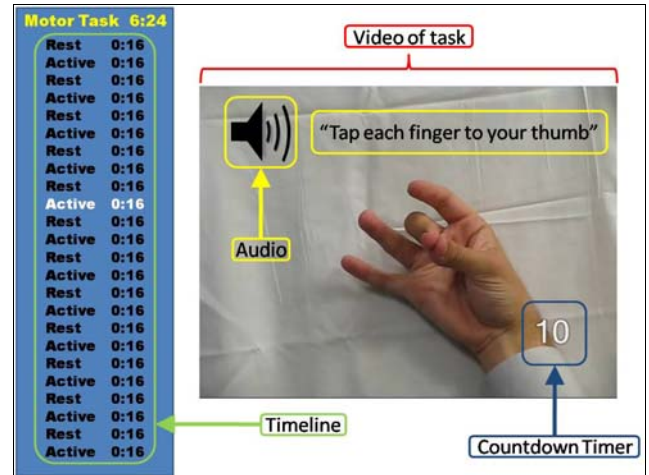 Motor Task 6:24
Rest 0:16
Active 0:16
Rest 0:16
Active 0:16
Rest 0:16
Active 0:16
Rest 0:16
Active 0:16
Rest 0:16
Active 0:16
Rest 0:16
Active 0:16
Rest 0:16
Active 0:16
Rest 0:16
Active 0:16
Rest 0:16
Active 0:16
Rest 0:16
Active 0:16
Rest 0:16
Active 0:16
Rest 0:16
Active 0:16
Video of task
"Tap each finger to your thumb"
Audio
10
Timeline
Countdown Timer